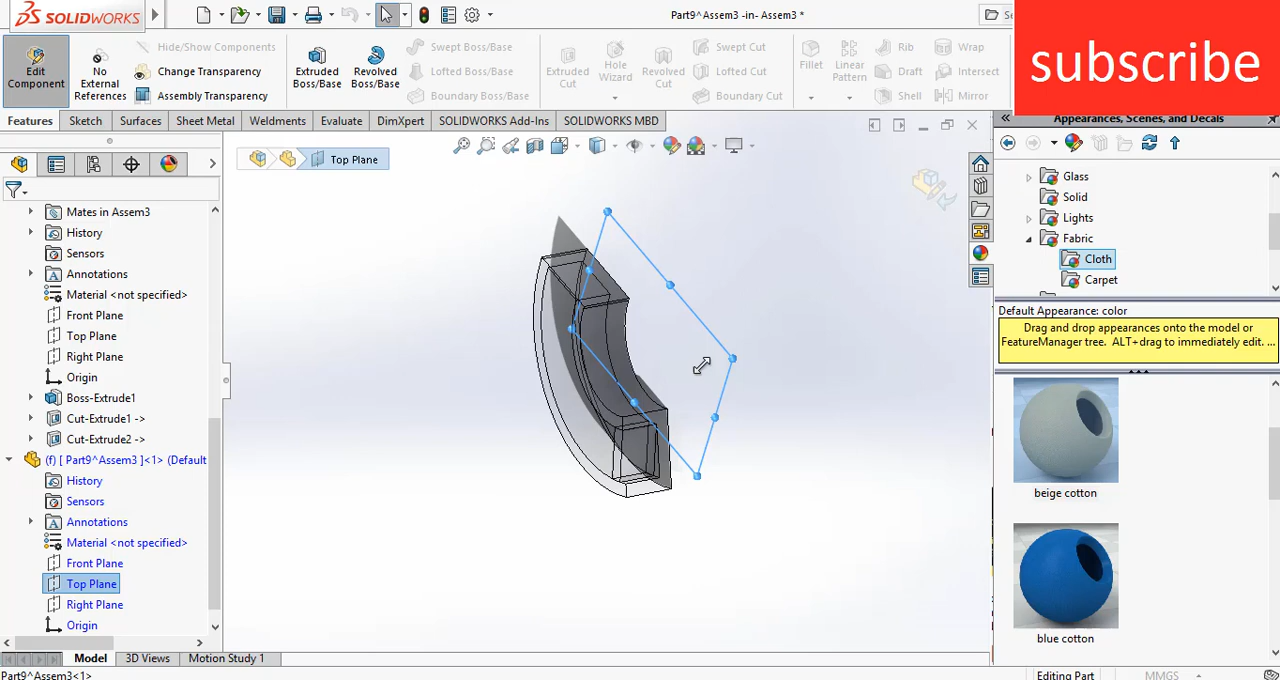 SOLIDWORKS
Part9^Assem3 -in- Assem3 *
subscribe
Edit
Component
No
External
References
Hide/Show Components
Change Transparency
Assembly Transparency
Extruded
Boss/Base
Revolved
Boss/Base
Swept Boss/Base
Lofted Boss/Base
Boundary Boss/Base
Extruded
Cut
Hole
Wizard
Revolved
Cut
Swept Cut
Lofted Cut
Boundary Cut
Fillet
Linear
Pattern
Rib
Draft
Shell
Wrap
Intersect
Mirror
Features
Sketch
Surfaces
Sheet Metal
Weldments
Evaluate
DimXpert
SOLIDWORKS Add-Ins
SOLIDWORKS MBD
Top Plane
Mates in Assem3
History
Sensors
Annotations
Material <not specified>
Front Plane
Top Plane
Right Plane
Origin
Boss-Extrude1
Cut-Extrude1 ->
Cut-Extrude2 ->
(f) [ Part9^Assem3 ]<1> (Default
History
Sensors
Annotations
Material <not specified>
Front Plane
Top Plane
Right Plane
Origin
Appearances, Scenes, and Decals
Glass
Solid
Lights
Fabric
Cloth
Carpet
Default Appearance: color
Drag and drop appearances onto the model or
FeatureManager tree. ALT+drag to immediately edit. ...
beige cotton
blue cotton
Model
3D Views
Motion Study 1
Part9^Assem3<1>
Editing Part
MMGS